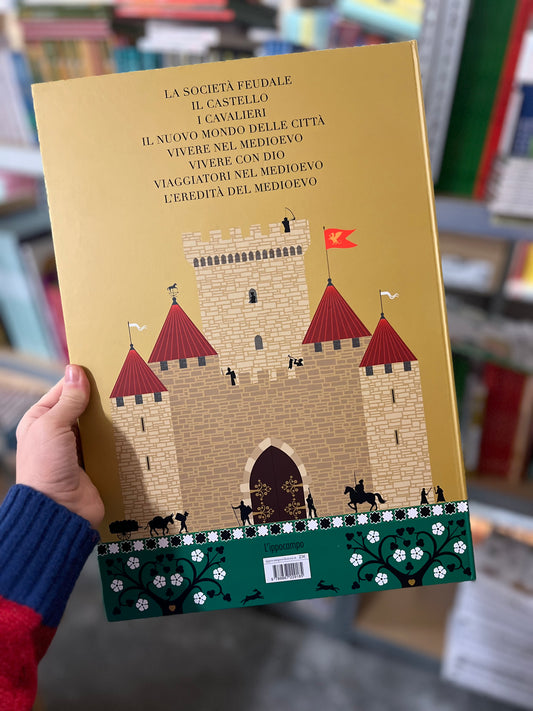 LA SOCIETÀ FEUDALE
IL CASTELLO
I CAVALIERI
IL NUOVO MONDO DELLE CITTÀ
VIVERE NEL MEDIOEVO
VIVERE CON DIO
VIAGGIATORI NEL MEDIOEVO
L'EREDITÀ DEL MEDIOEVO
L'ippocampo